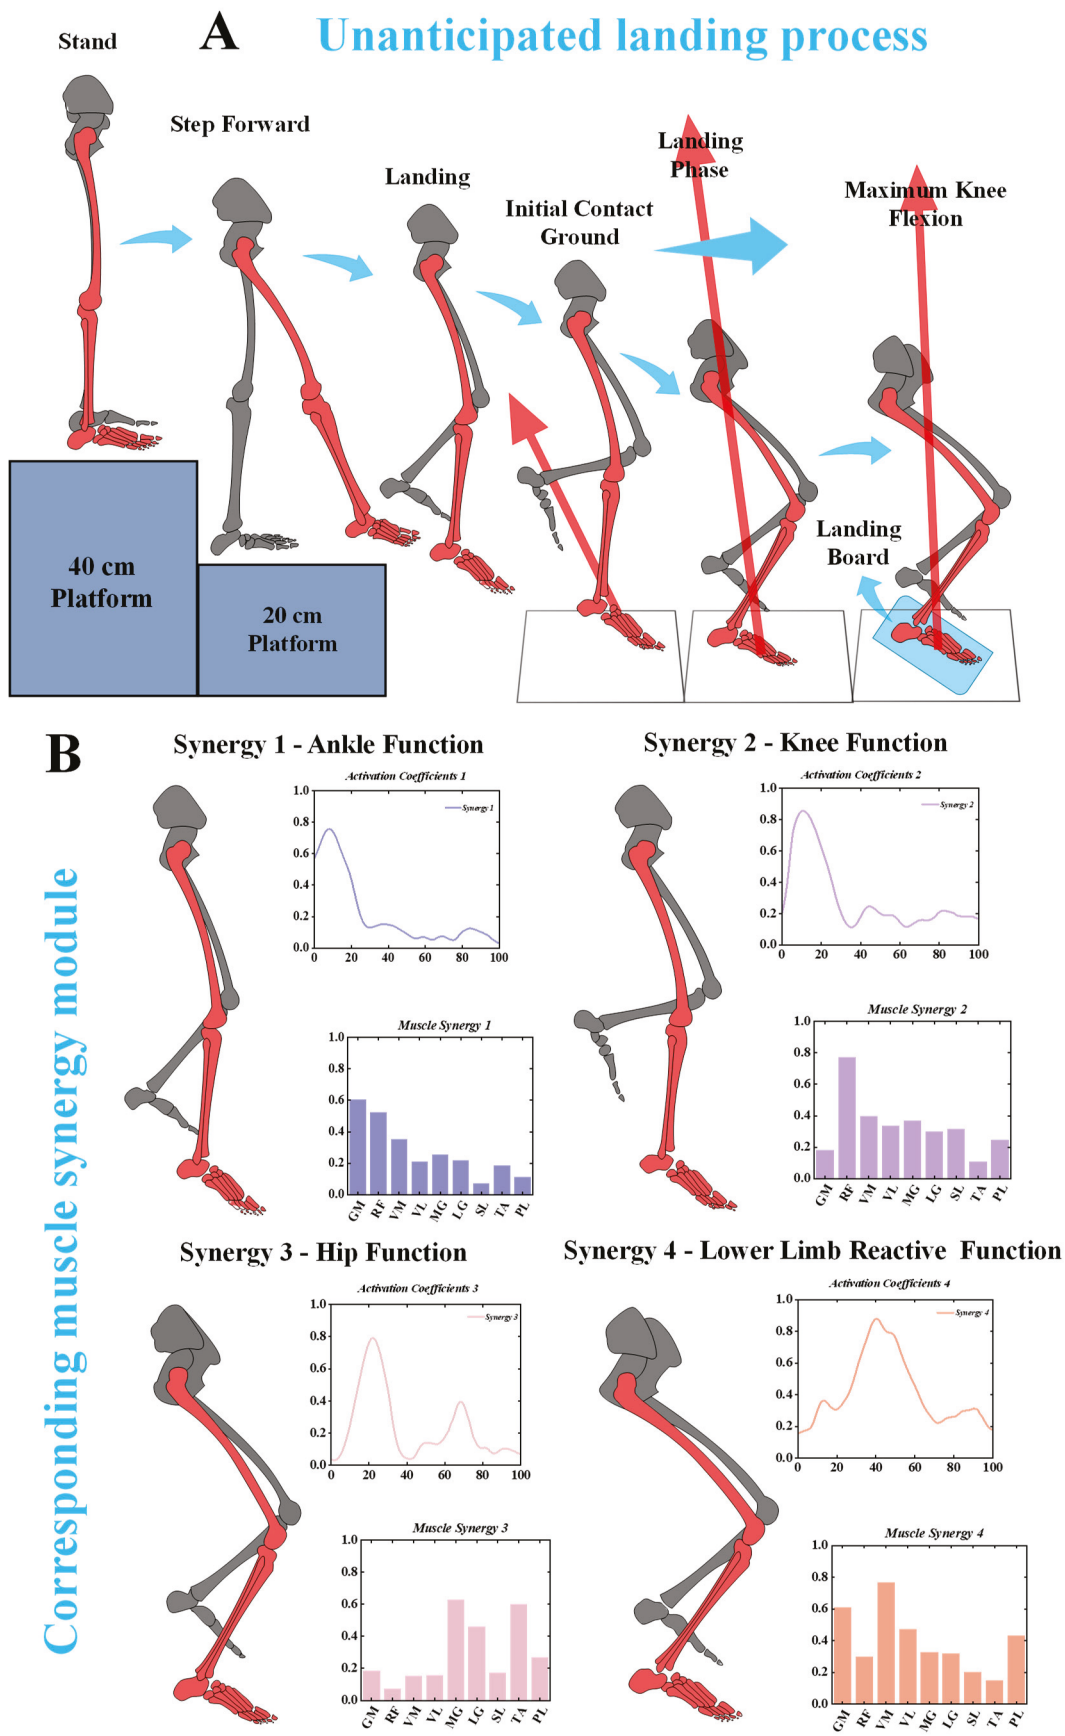 A
Unanticipated landing process
Stand
Step Forward
Landing
Initial Contact
Ground
Landing
Phase
Maximum Knee
Flexion
Landing
Board
40 cm
Platform
20 cm
Platform
B
Corresponding muscle synergy module
Synergy 1 - Ankle Function
Activation Coefficients 1
Synergy 1
1.0
0.8
0.6
0.4
0.2
0.0
0 20 40 60 80 100
Muscle Synergy 1
1.0
0.8
0.6
0.4
0.2
0.0
GM RF VM VL MG LG SL TA PL
Synergy 2 - Knee Function
Activation Coefficients 2
Synergy 2
1.0
0.8
0.6
0.4
0.2
0.0
0 20 40 60 80 100
Muscle Synergy 2
1.0
0.8
0.6
0.4
0.2
0.0
GM RF VM VL MG LG SL TA PL
Synergy 3 - Hip Function
Activation Coefficients 3
Synergy 3
1.0
0.8
0.6
0.4
0.2
0.0
0 20 40 60 80 100
Muscle Synergy 3
1.0
0.8
0.6
0.4
0.2
0.0
GM RF VM VL MG LG SL TA PL
Synergy 4 - Lower Limb Reactive Function
Activation Coefficients 4
Synergy 4
1.0
0.8
0.6
0.4
0.2
0.0
0 20 40 60 80 100
Muscle Synergy 4
1.0
0.8
0.6
0.4
0.2
0.0
GM RF VM VL MG LG SL TA PL